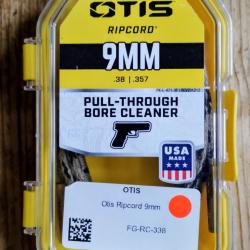 OTIS
RIPCORD
9MM
.38 | .357
PULL-THROUGH
BORE CLEANER
USA
MADE
OTIS
Otis Ripcord 9mm
FG-RC-338